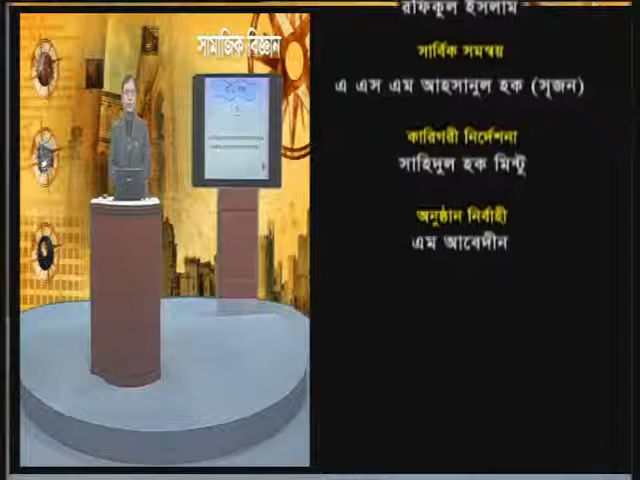 সামাজিক বিজ্ঞান
রফিকুল ইসলাম
সার্বিক সমন্বয়
এ এস এম আহসানুল হক (সৃজন)
কারিগরী নির্দেশনা
সাহিদুল হক মিন্টু
অনুষ্ঠান নির্বাহী
এম আবেদীন